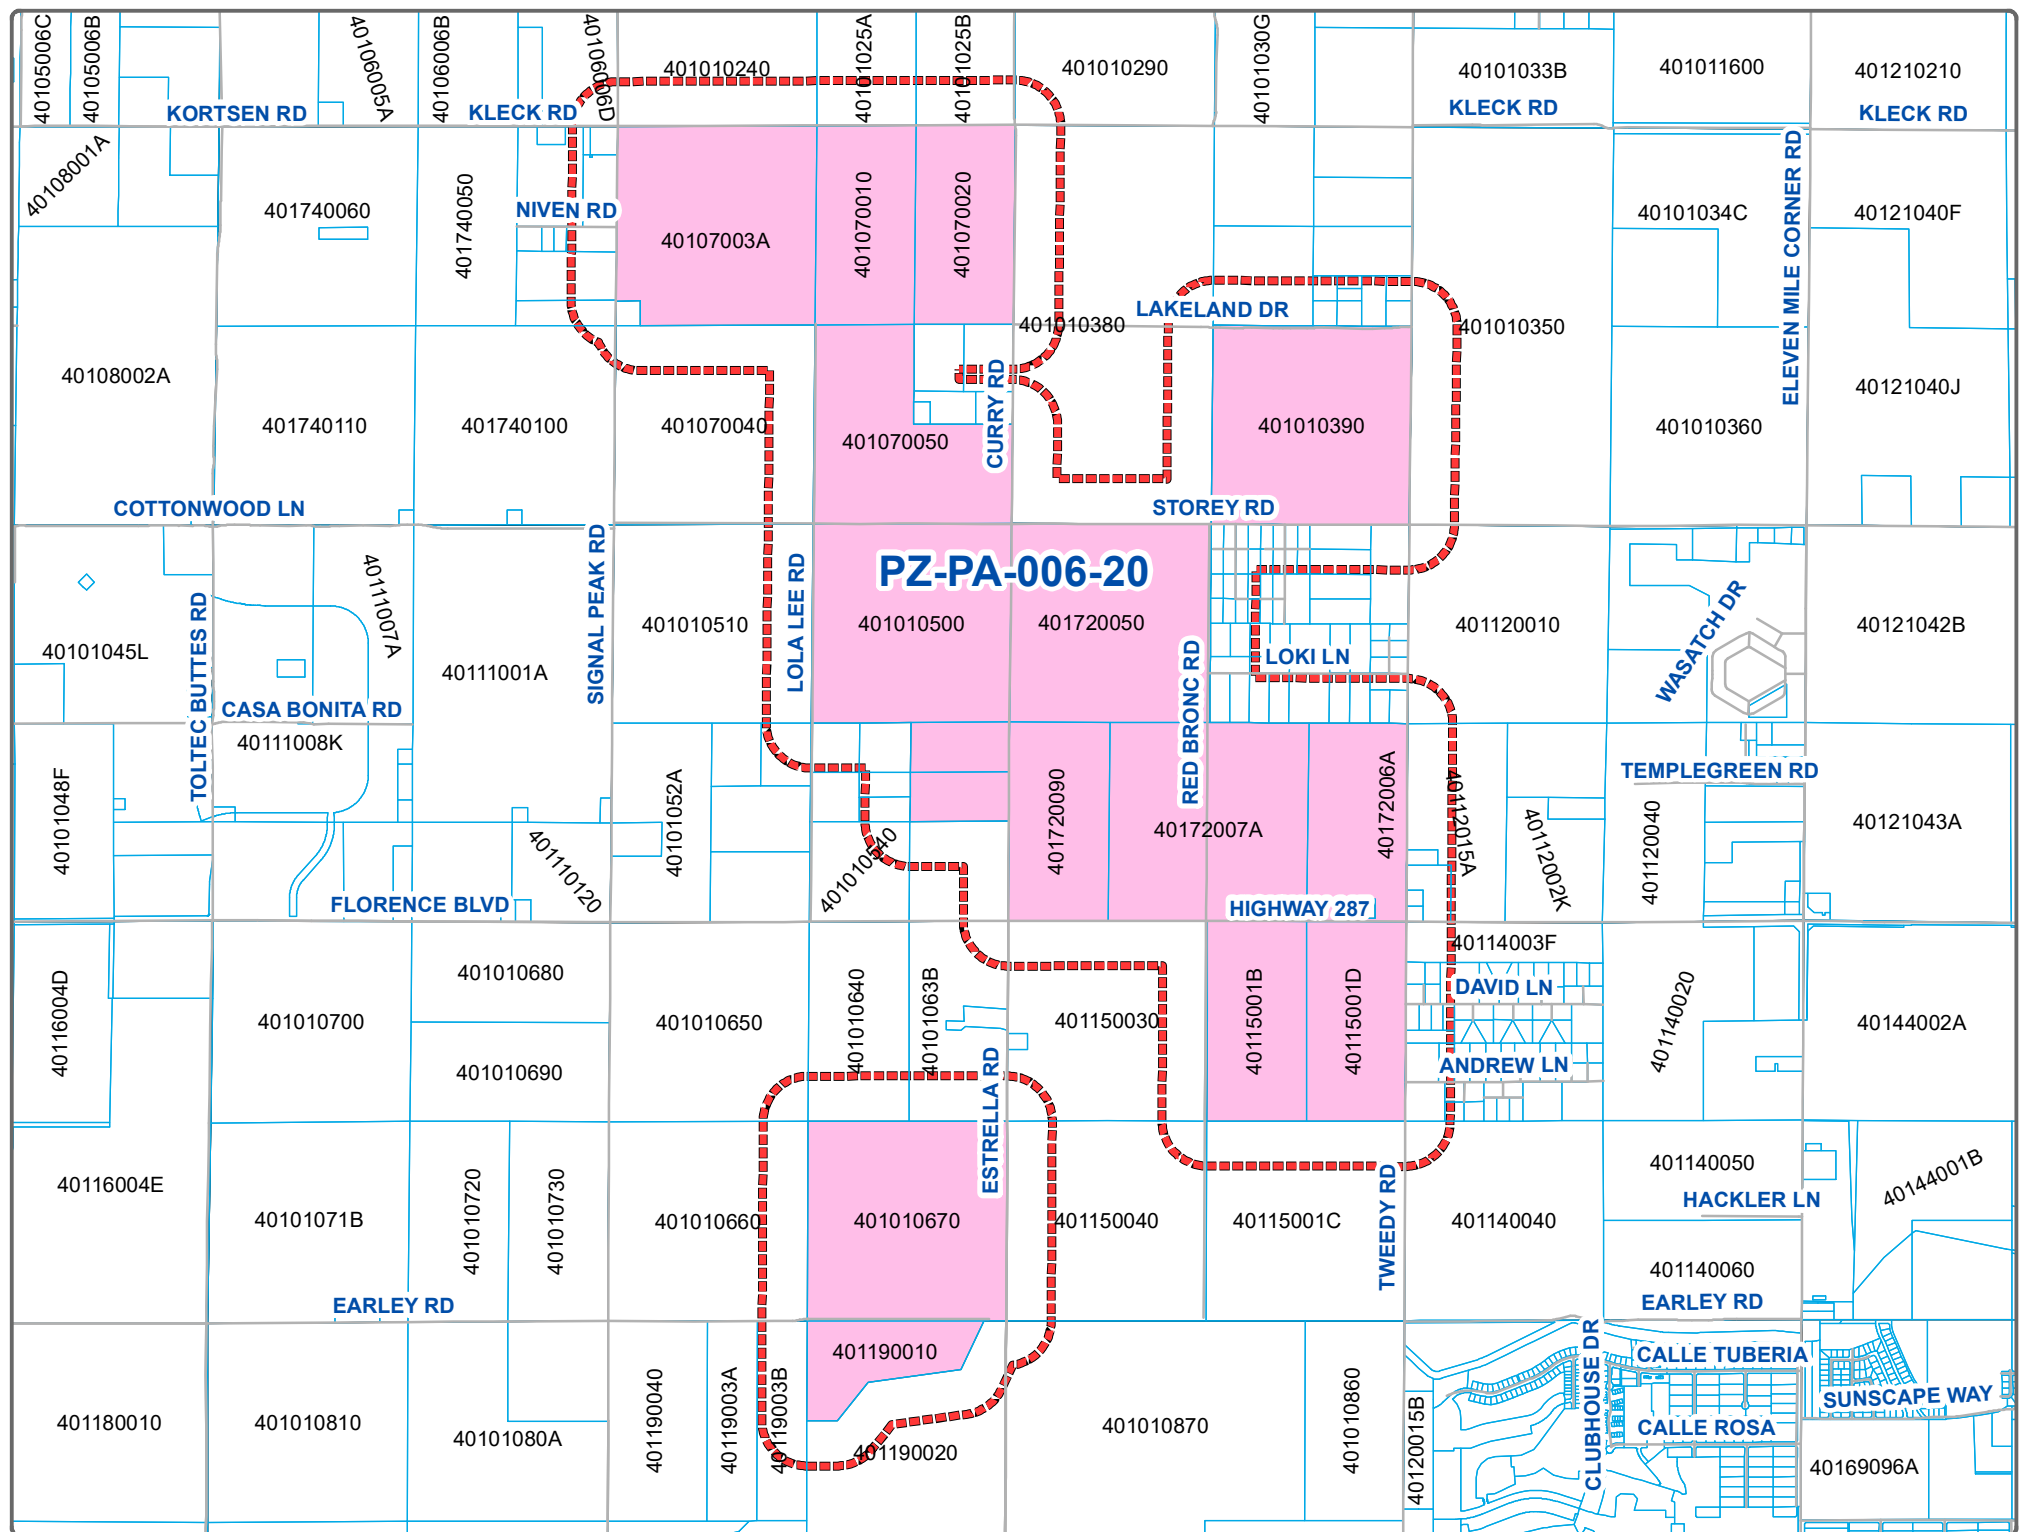 40105006C
40105006B
40106005A
40106006B
40106006D
401010240
40101025A
40101025B
401010290
40101030G
40101033B
401011600
401210210
KORTSEN RD
KLECK RD
KLECK RD
KLECK RD
40108001A
401740060
401740050
NIVEN RD
40107003A
401070010
401070020
40101034C
ELEVEN MILE CORNER RD
40121040F
LAKELAND DR
401010380
401010350
40108002A
401740110
401740100
401070040
401070050
CURRY RD
401010390
401010360
40121040J
COTTONWOOD LN
STOREY RD
PZ-PA-006-20
40101045L
TOLTEC BUTTES RD
40111007A
40111001A
SIGNAL PEAK RD
401010510
LOLA LEE RD
401010500
401720050
RED BRONC RD
LOKI LN
401120010
WASATCH DR
40121042B
CASA BONITA RD
40111008K
40101048F
40101052A
401720090
40172007A
40172006A
40112015A
40112002K
TEMPLEGREEN RD
401120040
40121043A
401110120
401010540
FLORENCE BLVD
HIGHWAY 287
40114003F
40116004D
401010680
401010700
401010690
401010650
401010640
40101063B
ESTRELLA RD
401150030
40115001B
40115001D
DAVID LN
ANDREW LN
401140020
40144002A
40116004E
40101071B
401010720
401010730
401010660
401010670
401150040
40115001C
TWEEDY RD
401140040
401140050
HACKLER LN
40144001B
401140060
EARLEY RD
EARLEY RD
401190010
CLUBHOUSE DR
CALLE TUBERIA
SUNSCAPE WAY
CALLE ROSA
401180010
401010810
40101080A
401190040
40119003A
40119003B
401190020
401010870
401010860
40120015B
40169096A